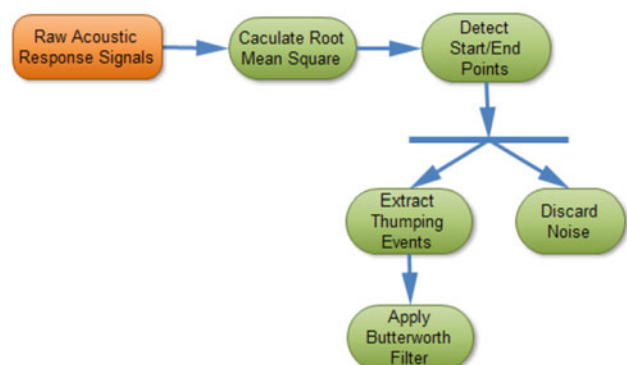 Raw Acoustic
Response Signals
Caculate Root
Mean Square
Detect
Start/End
Points
Extract
Thumping
Events
Discard
Noise
Apply
Butterworth
Filter